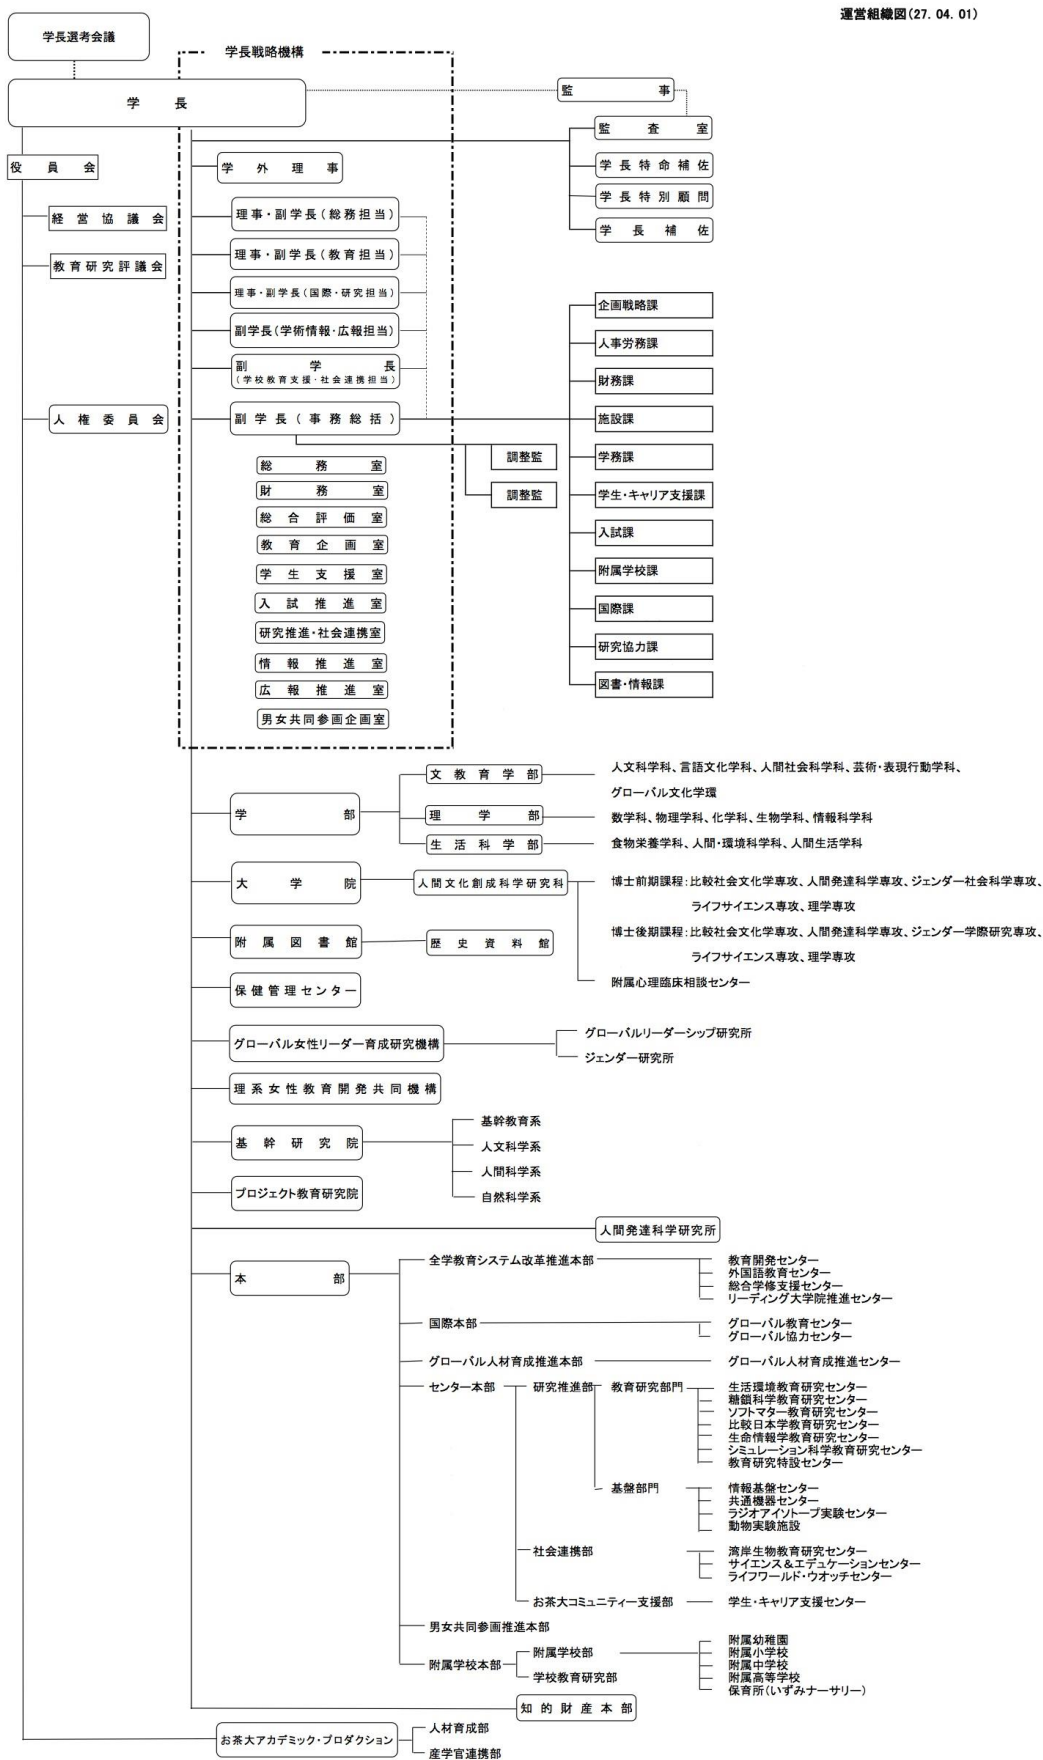 運営組織図(27. 04. 01)
学長選考会議
学長戦略機構
学長
監事
監査室
学長特命補佐
学長特別顧問
学長補佐
役員会
経営協議会
教育研究評議会
人権委員会
学外理事
理事・副学長(総務担当)
理事・副学長(教育担当)
理事・副学長(国際・研究担当)
副学長(学術情報・広報担当)
副学長
(学校教育支援・社会連携担当)
副学長(事務総括)
調整監
調整監
企画戦略課
人事労務課
財務課
施設課
学務課
学生・キャリア支援課
入試課
附属学校課
国際課
研究協力課
図書・情報課
総務室
財務室
総合評価室
教育企画室
学生支援室
入試推進室
研究推進・社会連携室
情報推進室
広報推進室
男女共同参画企画室
学部
文教育学部
人文科学科、言語文化学科、人間社会科学科、芸術・表現行動学科、
グローバル文化学環
理学部
数学科、物理学科、化学科、生物学科、情報科学科
生活科学部
食物栄養学科、人間・環境科学科、人間生活学科
大学院
人間文化創成科学研究科
博士前期課程:比較社会文化学専攻、人間発達科学専攻、ジェンダー社会科学専攻、
ライフサイエンス専攻、理学専攻
博士後期課程:比較社会文化学専攻、人間発達科学専攻、ジェンダー学際研究専攻、
ライフサイエンス専攻、理学専攻
附属心理臨床相談センター
附属図書館
歴史資料館
保健管理センター
グローバル女性リーダー育成研究機構
グローバルリーダーシップ研究所
ジェンダー研究所
理系女性教育開発共同機構
基幹研究院
基幹教育系
人文科学系
人間科学系
自然科学系
プロジェクト教育研究院
人間発達科学研究所
本部
全学教育システム改革推進本部
教育開発センター
外国語教育センター
総合学修支援センター
リーディング大学院推進センター
国際本部
グローバル教育センター
グローバル協力センター
グローバル人材育成推進本部
グローバル人材育成推進センター
センター本部
研究推進部
教育研究部門
生活環境教育研究センター
糖鎖科学教育研究センター
ソフトマター教育研究センター
比較日本学教育研究センター
生命情報学教育研究センター
シミュレーション科学教育研究センター
教育研究特設センター
基盤部門
情報基盤センター
共通機器センター
ラジオアイソトープ実験センター
動物実験施設
社会連携部
湾岸生物教育研究センター
サイエンス&エデュケーションセンター
ライフワールド・ウオッチセンター
お茶大コミュニティー支援部
学生・キャリア支援センター
男女共同参画推進本部
附属学校本部
附属学校部
学校教育研究部
附属幼稚園
附属小学校
附属中学校
附属高等学校
保育所(いずみナーサリー)
知的財産本部
お茶大アカデミック・プロダクション
人材育成部
産学官連携部